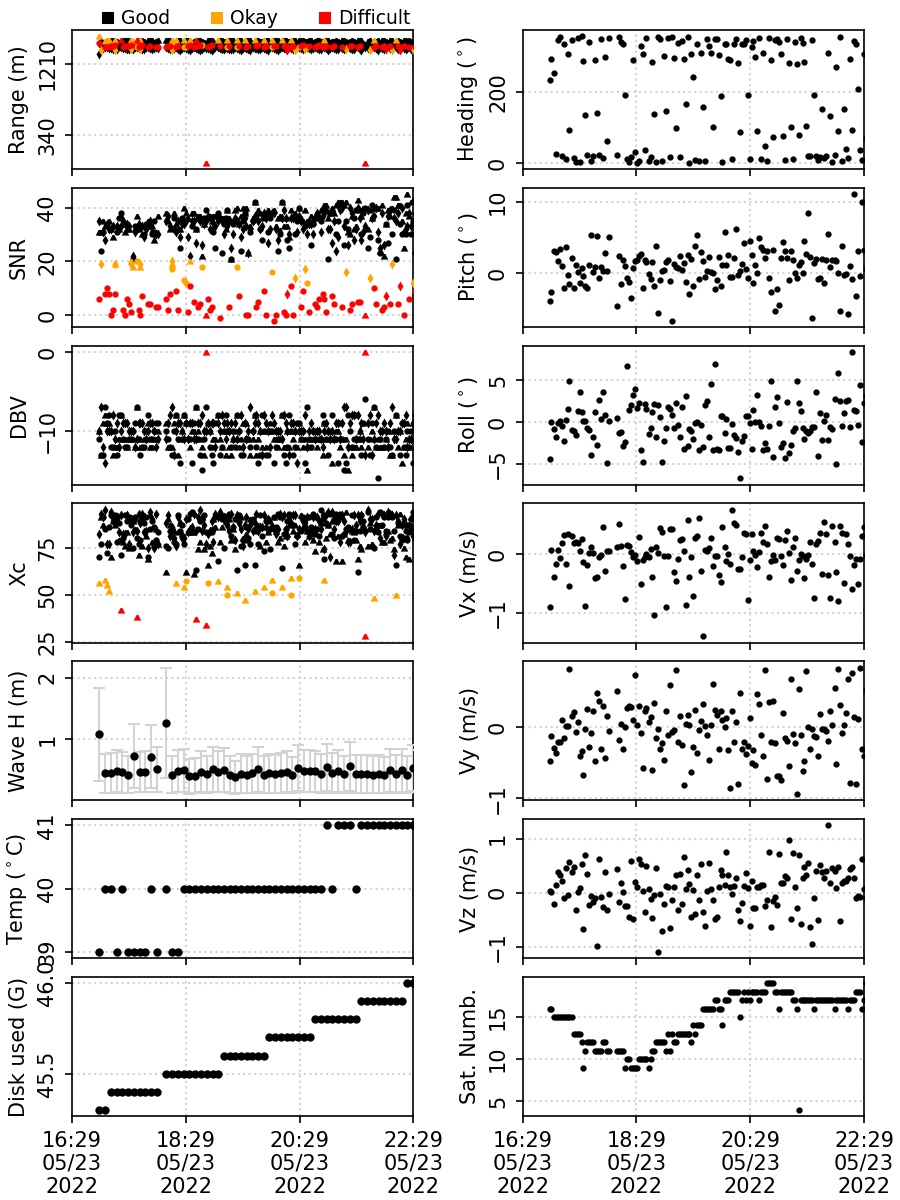 Good Okay Difficult
Range (m)
1210
340
Heading (°)
200
0
SNR
40
20
0
Pitch (°)
10
0
DBV
0
−10
Roll (°)
5
0
−5
Xc
75
50
25
Vx (m/s)
0
−1
Wave H (m)
2
1
Vy (m/s)
0
−1
Temp (°C)
41
40
39
Vz (m/s)
1
0
−1
Disk used (G)
46.0
45.5
Sat. Numb.
15
10
5
16:29 18:29 20:29 22:29 16:29 18:29 20:29 22:29
05/23 05/23 05/23 05/23 05/23 05/23 05/23 05/23
2022 2022 2022 2022 2022 2022 2022 2022